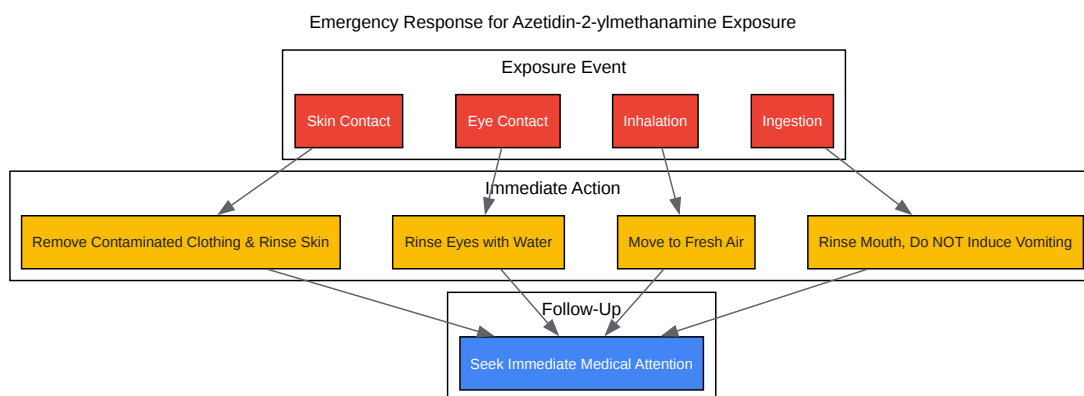 Emergency Response for Azetidin-2-ylmethanamine Exposure
Exposure Event
Skin Contact
Eye Contact
Inhalation
Ingestion
Immediate Action
Remove Contaminated Clothing & Rinse Skin
Rinse Eyes with Water
Move to Fresh Air
Rinse Mouth, Do NOT Induce Vomiting
Follow-Up
Seek Immediate Medical Attention